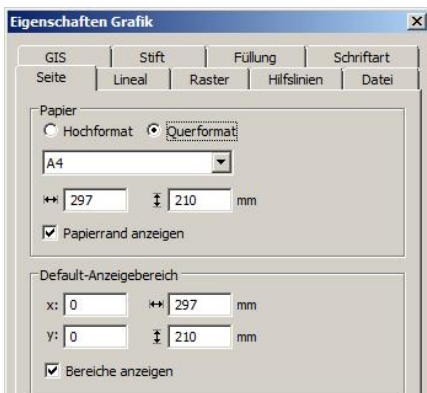 Eigenschaften Grafik
GIS Stift Füllung Schriftart
Seite Lineal Raster Hilfslinien Datei
Papier
Hochformat Querformat
A4
297 210 mm
Papierrand anzeigen
Default-Anzeigebereich
x: 0 297 mm
y: 0 210 mm
Bereiche anzeigen